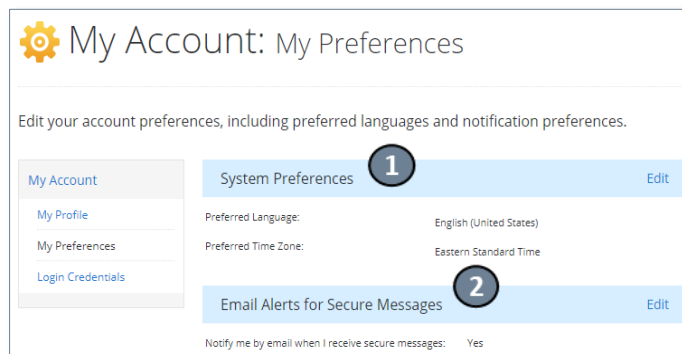 My Account: My Preferences
Edit your account preferences, including preferred languages and notification preferences.
My Account
My Profile
My Preferences
Login Credentials
System Preferences 1 Edit
Preferred Language: English (United States)
Preferred Time Zone: Eastern Standard Time
Email Alerts for Secure Messages 2 Edit
Notify me by email when I receive secure messages: Yes